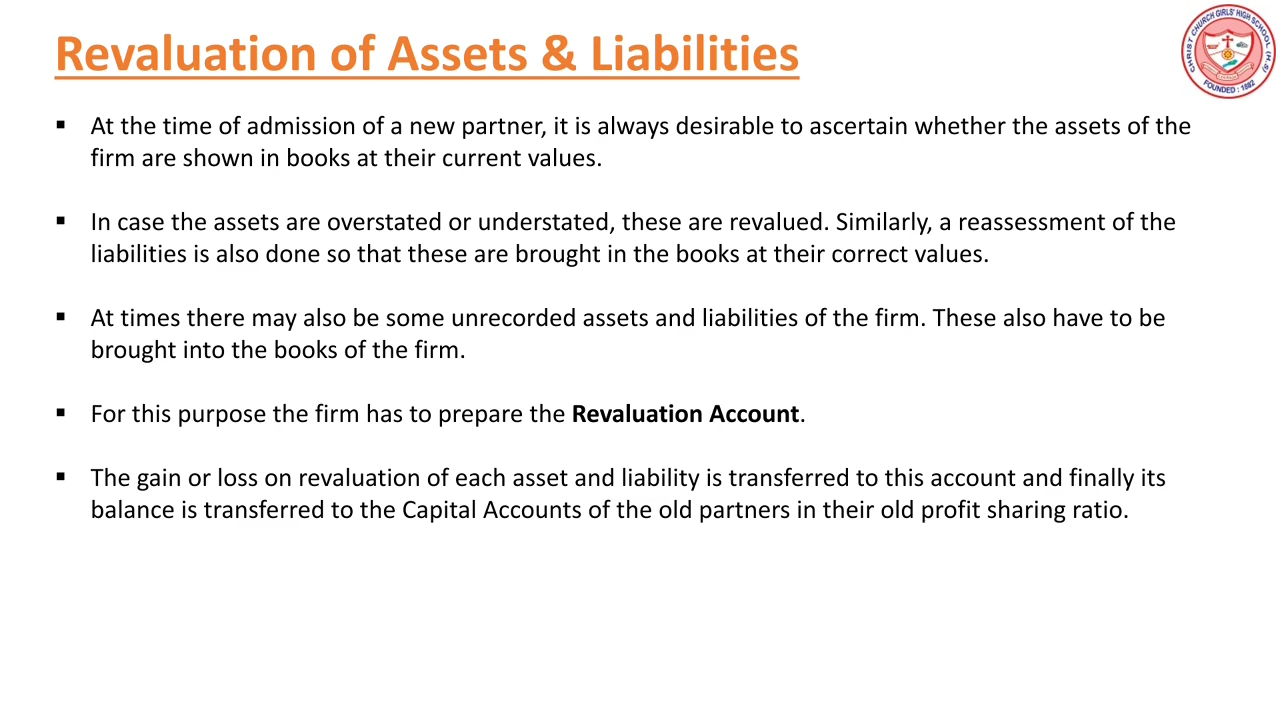 Revaluation of Assets & Liabilities
CHRIST CHURCH GIRLS' HIGH SCHOOL (H.S)
FOUNDED : 1892
▪ At the time of admission of a new partner, it is always desirable to ascertain whether the assets of the
firm are shown in books at their current values.
▪ In case the assets are overstated or understated, these are revalued. Similarly, a reassessment of the
liabilities is also done so that these are brought in the books at their correct values.
▪ At times there may also be some unrecorded assets and liabilities of the firm. These also have to be
brought into the books of the firm.
▪ For this purpose the firm has to prepare the Revaluation Account.
▪ The gain or loss on revaluation of each asset and liability is transferred to this account and finally its
balance is transferred to the Capital Accounts of the old partners in their old profit sharing ratio.